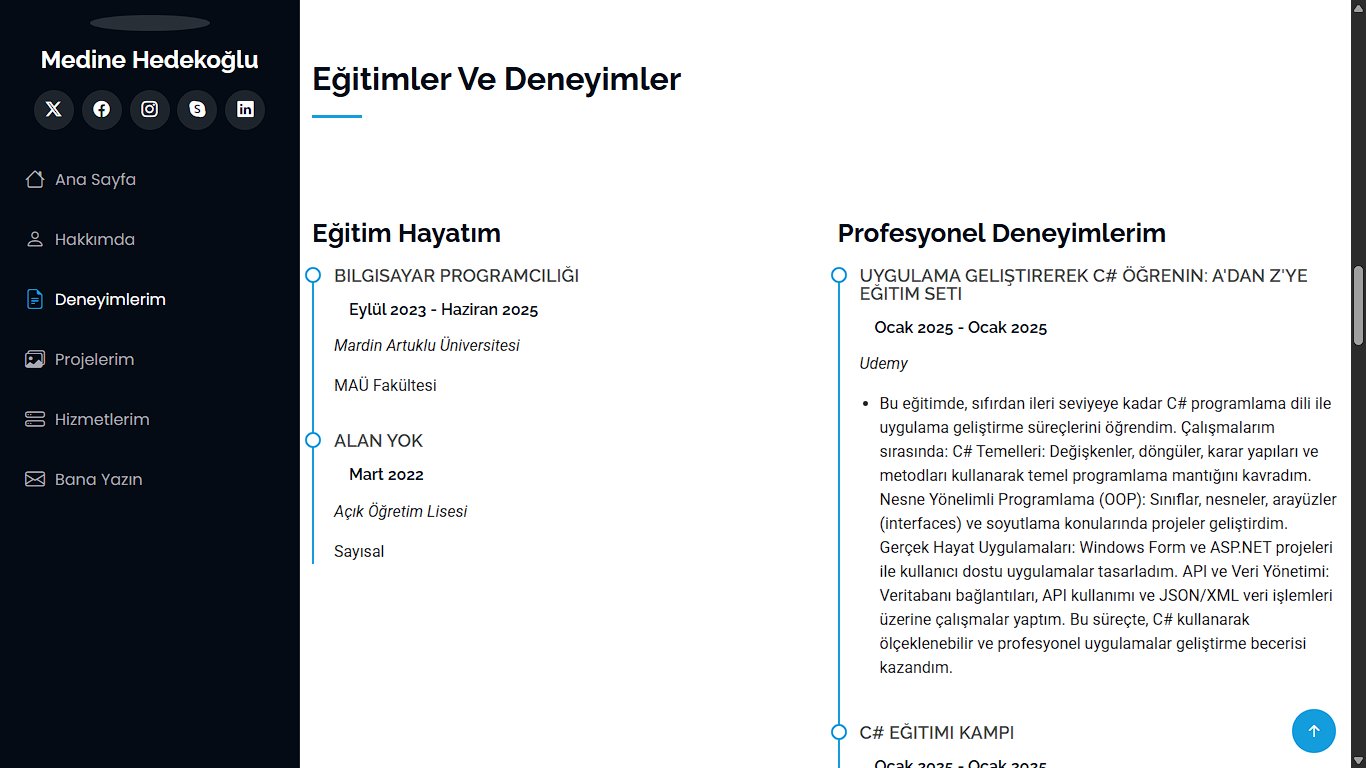 Medine Hedekoğlu
Ana Sayfa
Hakkımda
Deneyimlerim
Projelerim
Hizmetlerim
Bana Yazın
Eğitimler Ve Deneyimler
Eğitim Hayatım
BILGISAYAR PROGRAMCILIĞI
Eylül 2023 - Haziran 2025
Mardin Artuklu Üniversitesi
MAÜ Fakültesi
ALAN YOK
Mart 2022
Açık Öğretim Lisesi
Sayısal
Profesyonel Deneyimlerim
UYGULAMA GELIŞTIREREK C# ÖĞRENIN: A'DAN Z'YE
EĞITIM SETI
Ocak 2025 - Ocak 2025
Udemy
Bu eğitimde, sıfırdan ileri seviyeye kadar C# programlama dili ile
uygulama geliştirme süreçlerini öğrendim. Çalışmalarım
sırasında: C# Temelleri: Değişkenler, döngüler, karar yapıları ve
metodları kullanarak temel programlama mantığını kavradım.
Nesne Yönelimli Programlama (OOP): Sınıflar, nesneler, arayüzler
(interfaces) ve soyutlama konularında projeler geliştirdim.
Gerçek Hayat Uygulamaları: Windows Form ve ASP.NET projeleri
ile kullanıcı dostu uygulamalar tasarladım. API ve Veri Yönetimi:
Veritabanı bağlantıları, API kullanımı ve JSON/XML veri işlemleri
üzerine çalışmalar yaptım. Bu süreçte, C# kullanarak
ölçeklenebilir ve profesyonel uygulamalar geliştirme becerisi
kazandım.
C# EĞITIMI KAMPI
Ocak 2025 - Ocak 2025